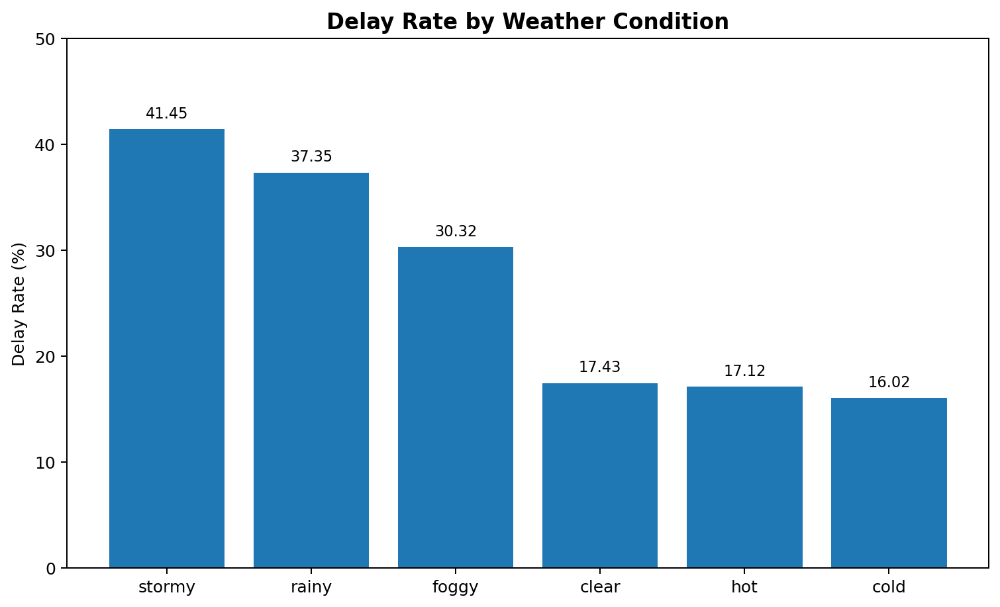 Delay Rate by Weather Condition
Delay Rate (%)
50
40
30
20
10
0
41.45
37.35
30.32
17.43
17.12
16.02
stormy
rainy
foggy
clear
hot
cold